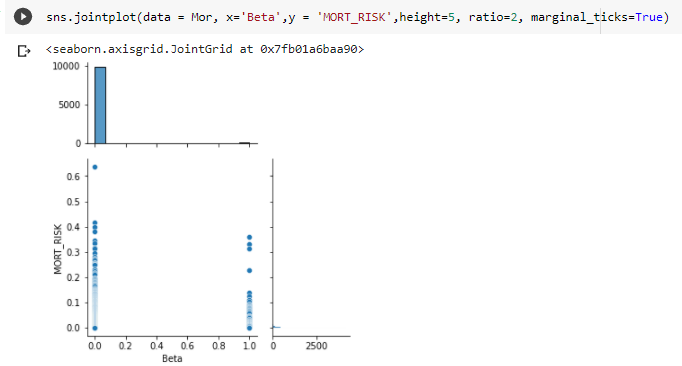 sns.jointplot(data = Mor, x='Beta',y = 'MORT_RISK',height=5, ratio=2, marginal_ticks=True)
<seaborn.axisgrid.JointGrid at 0x7fb01a6baa90>
10000
5000
0
0.6
0.5
0.4
0.3
0.2
0.1
0.0
MORT_RISK
0.0 0.2 0.4 0.6 0.8 1.0
Beta
0 2500